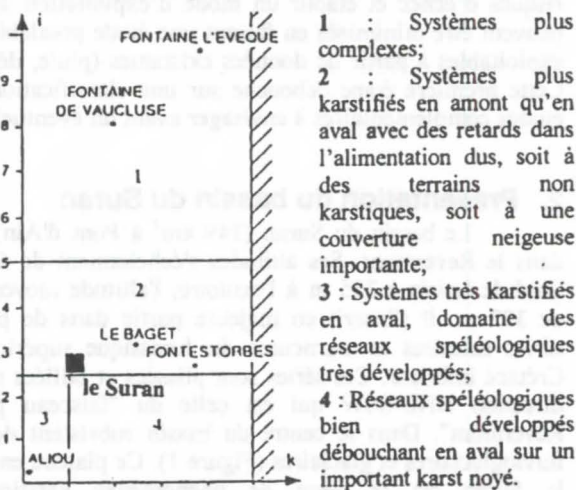 i
FONTAINE L'EVEQUE
9
FONTAINE
DE VAUCLUSE
8
7
1
6
5
2
4
LE BAGET
3
FONTESTORBES
le Suran
2
4
1
ALIOU
1 : Systèmes plus
complexes;
2 : Systèmes plus
karstifiés en amont qu'en
aval avec des retards dans
l'alimentation dus, soit à
des terrains non
karstiques, soit à une
couverture neigeuse
importante;
3 : Systèmes très karstifiés
en aval, domaine des
réseaux spéléologiques
très développés;
4 : Réseaux spéléologiques
bien développés
débouchant en aval sur un
important karst noyé.